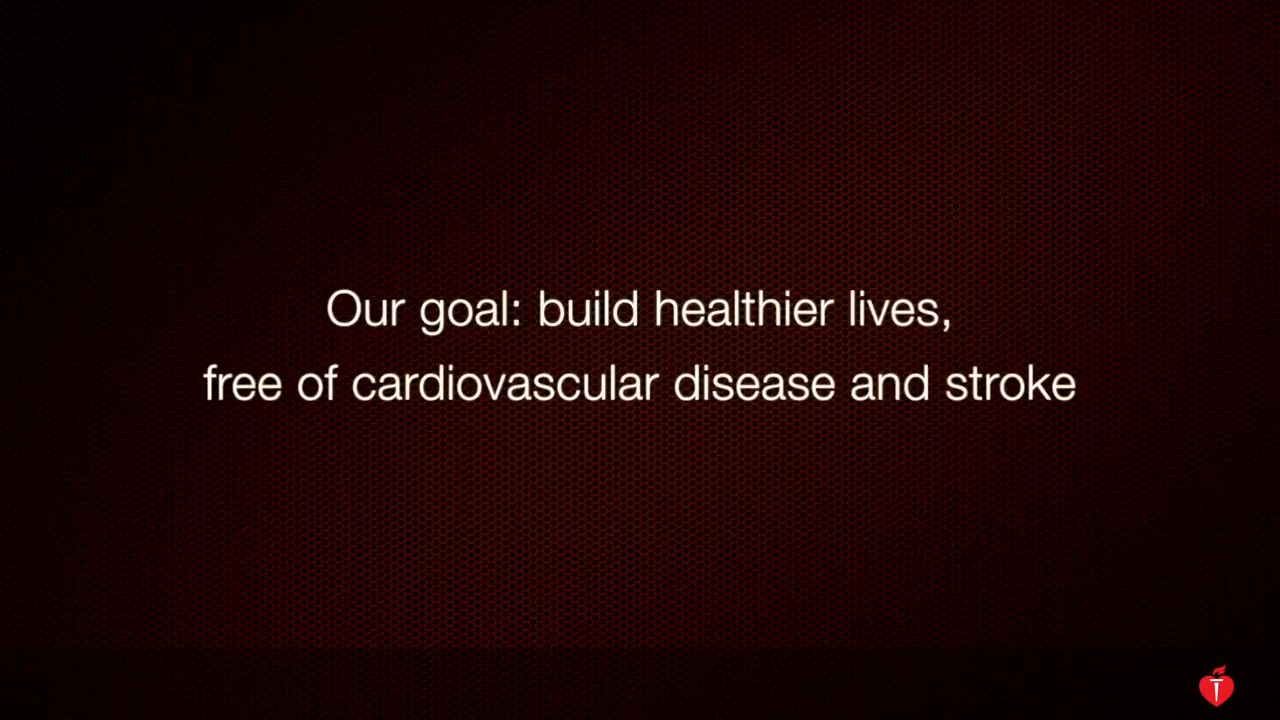 Our goal: build healthier lives,
free of cardiovascular disease and stroke